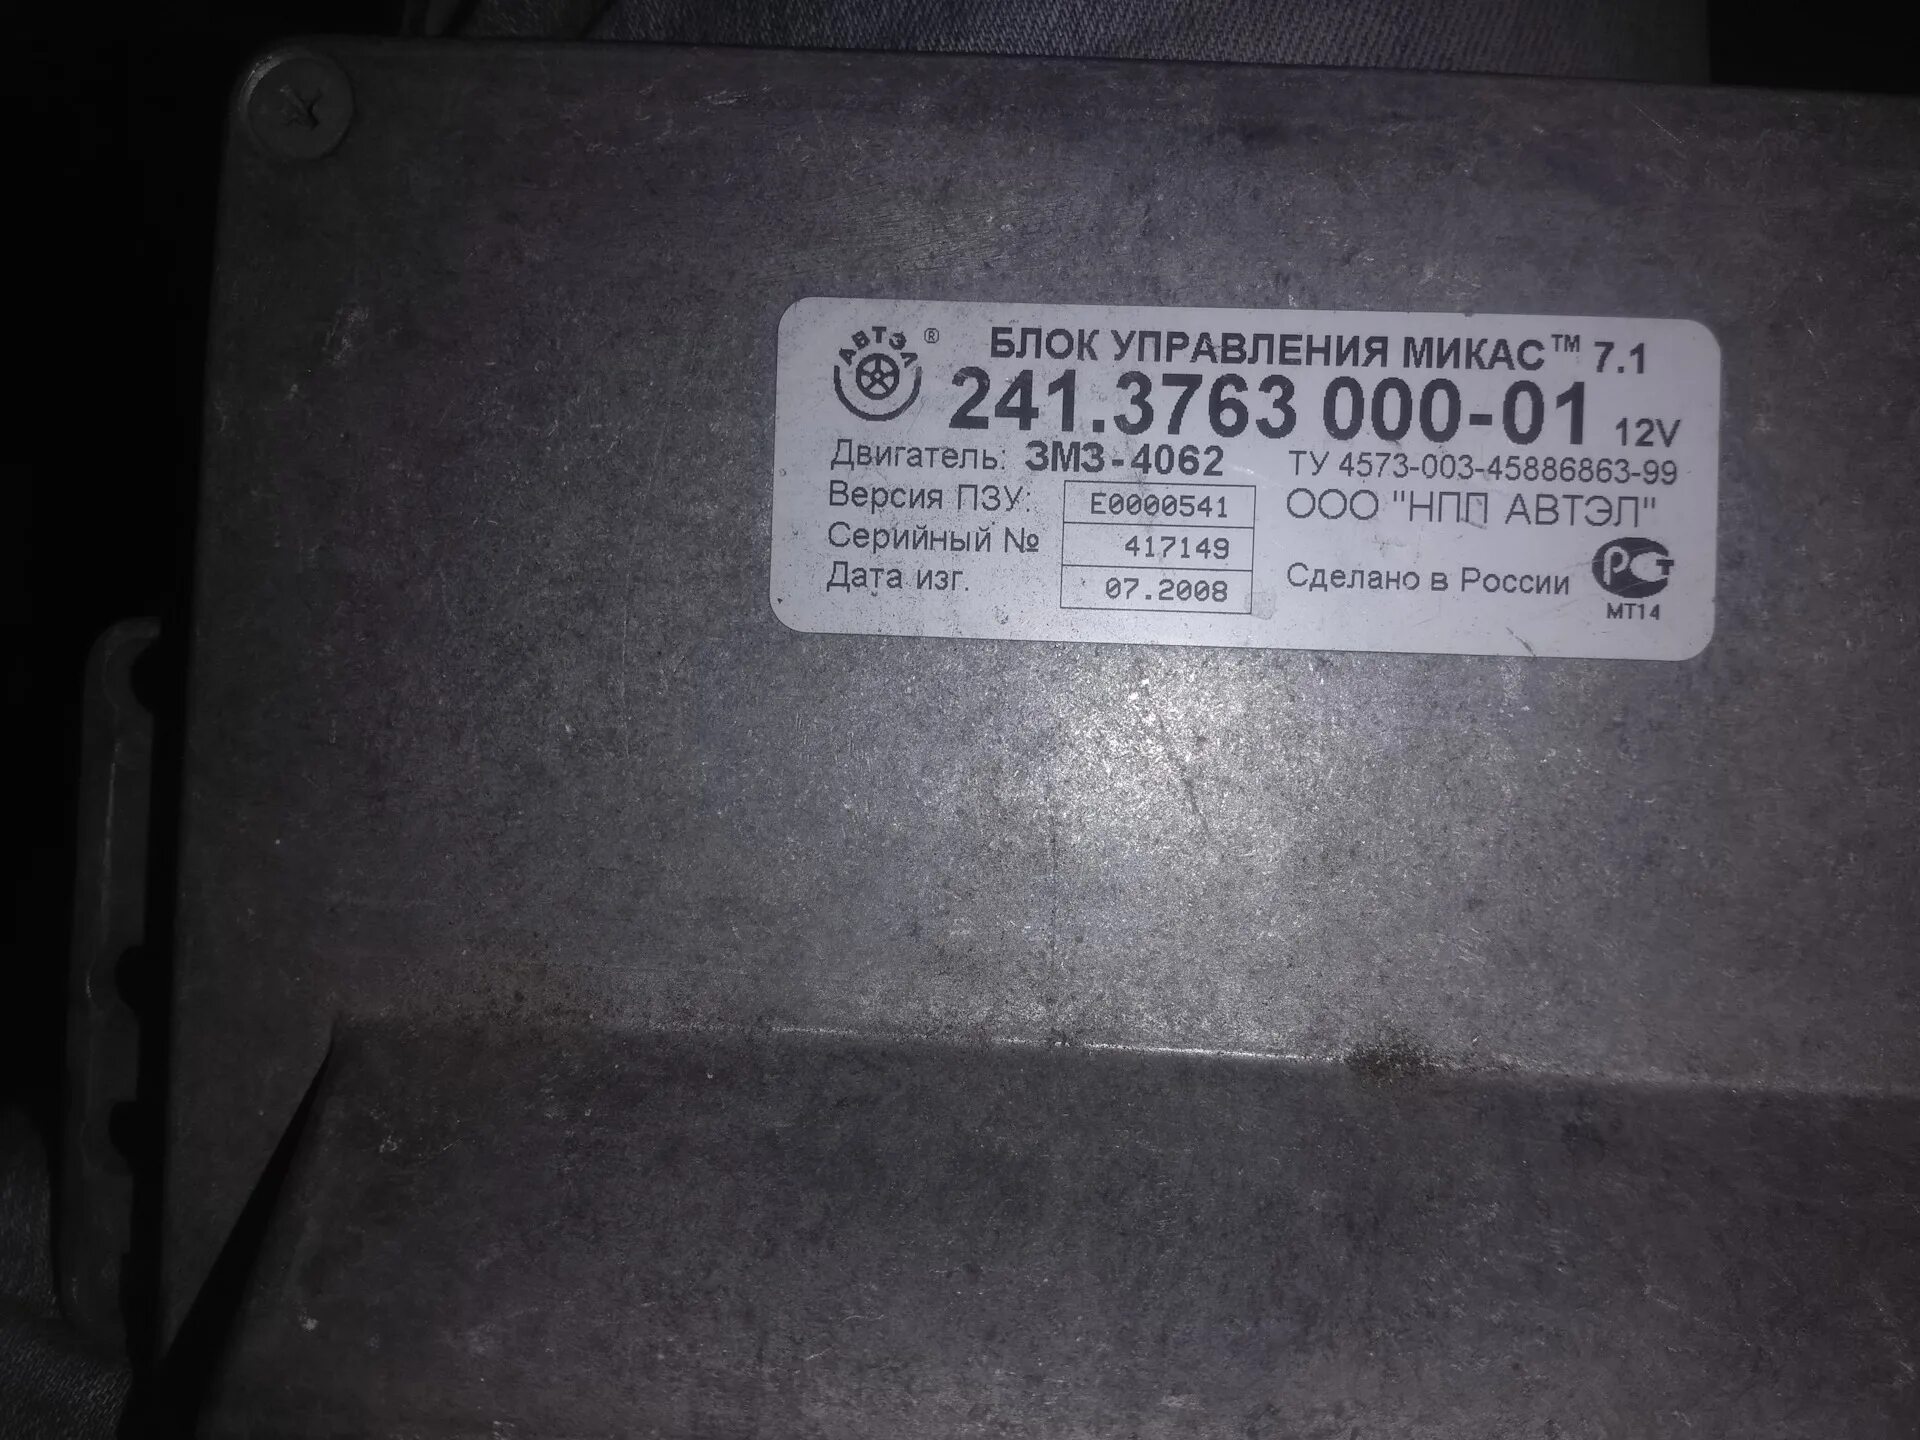 АВТЭЛ ®
БЛОК УПРАВЛЕНИЯ МИКАС™ 7.1
241.3763 000-01 12V
Двигатель: ЗМЗ-4062
ТУ 4573-003-45886863-99
Версия ПЗУ: E0000541
ООО "НПП АВТЭЛ"
Серийный № 417149
Дата изг. 07.2008
Сделано в России
РСТ
МТ14